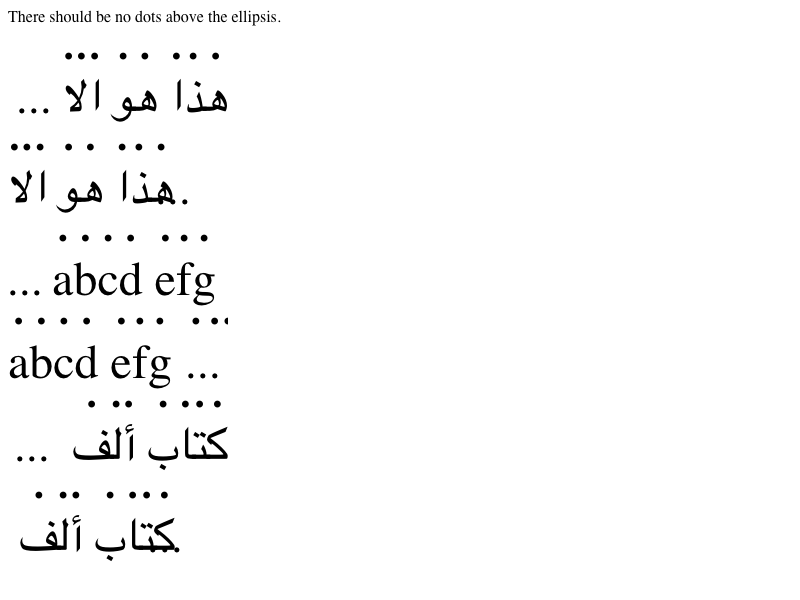 There should be no dots above the ellipsis.
هذا هو الا ...
هذا هو الا...
... abcd efg
abcd efg ...
كتاب ألف ...
كتاب ألف...